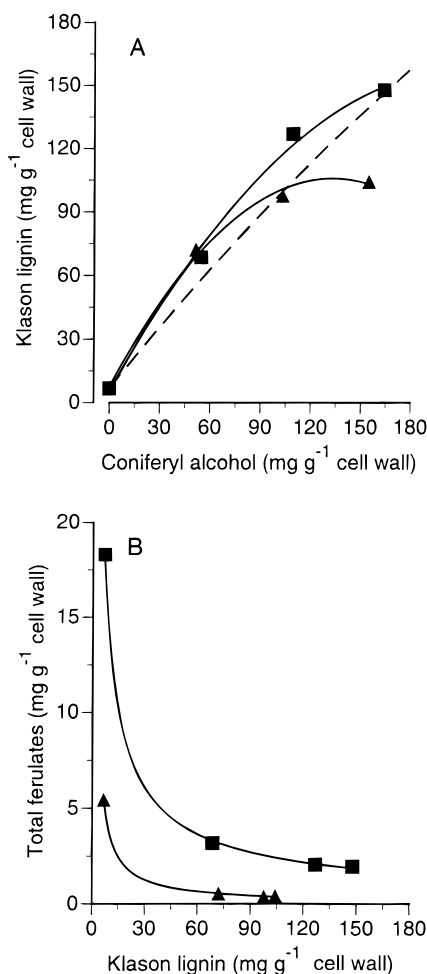 A
180
150
120
90
60
30
0
Klason lignin (mg g⁻¹ cell wall)
0 30 60 90 120 150 180
Coniferyl alcohol (mg g⁻¹ cell wall)
B
20
15
10
5
0
Total ferulates (mg g⁻¹ cell wall)
0 30 60 90 120 150 180
Klason lignin (mg g⁻¹ cell wall)